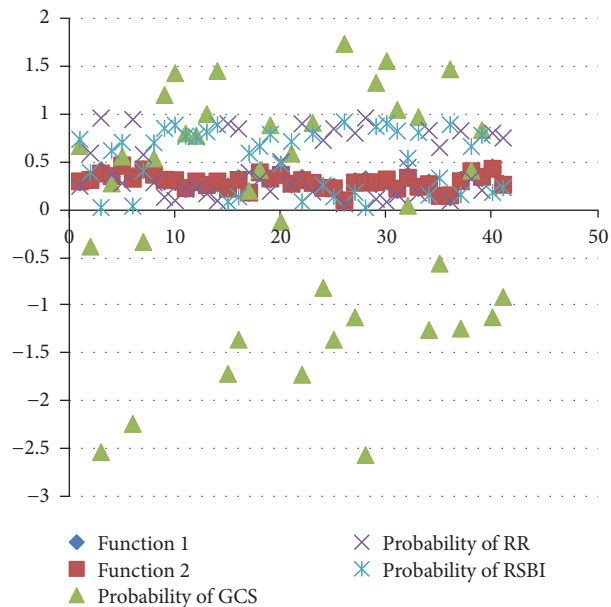 2
1.5
1
0.5
0
−0.5
−1
−1.5
−2
−2.5
−3
0 10 20 30 40 50
Function 1
Function 2
Probability of GCS
Probability of RR
Probability of RSBI